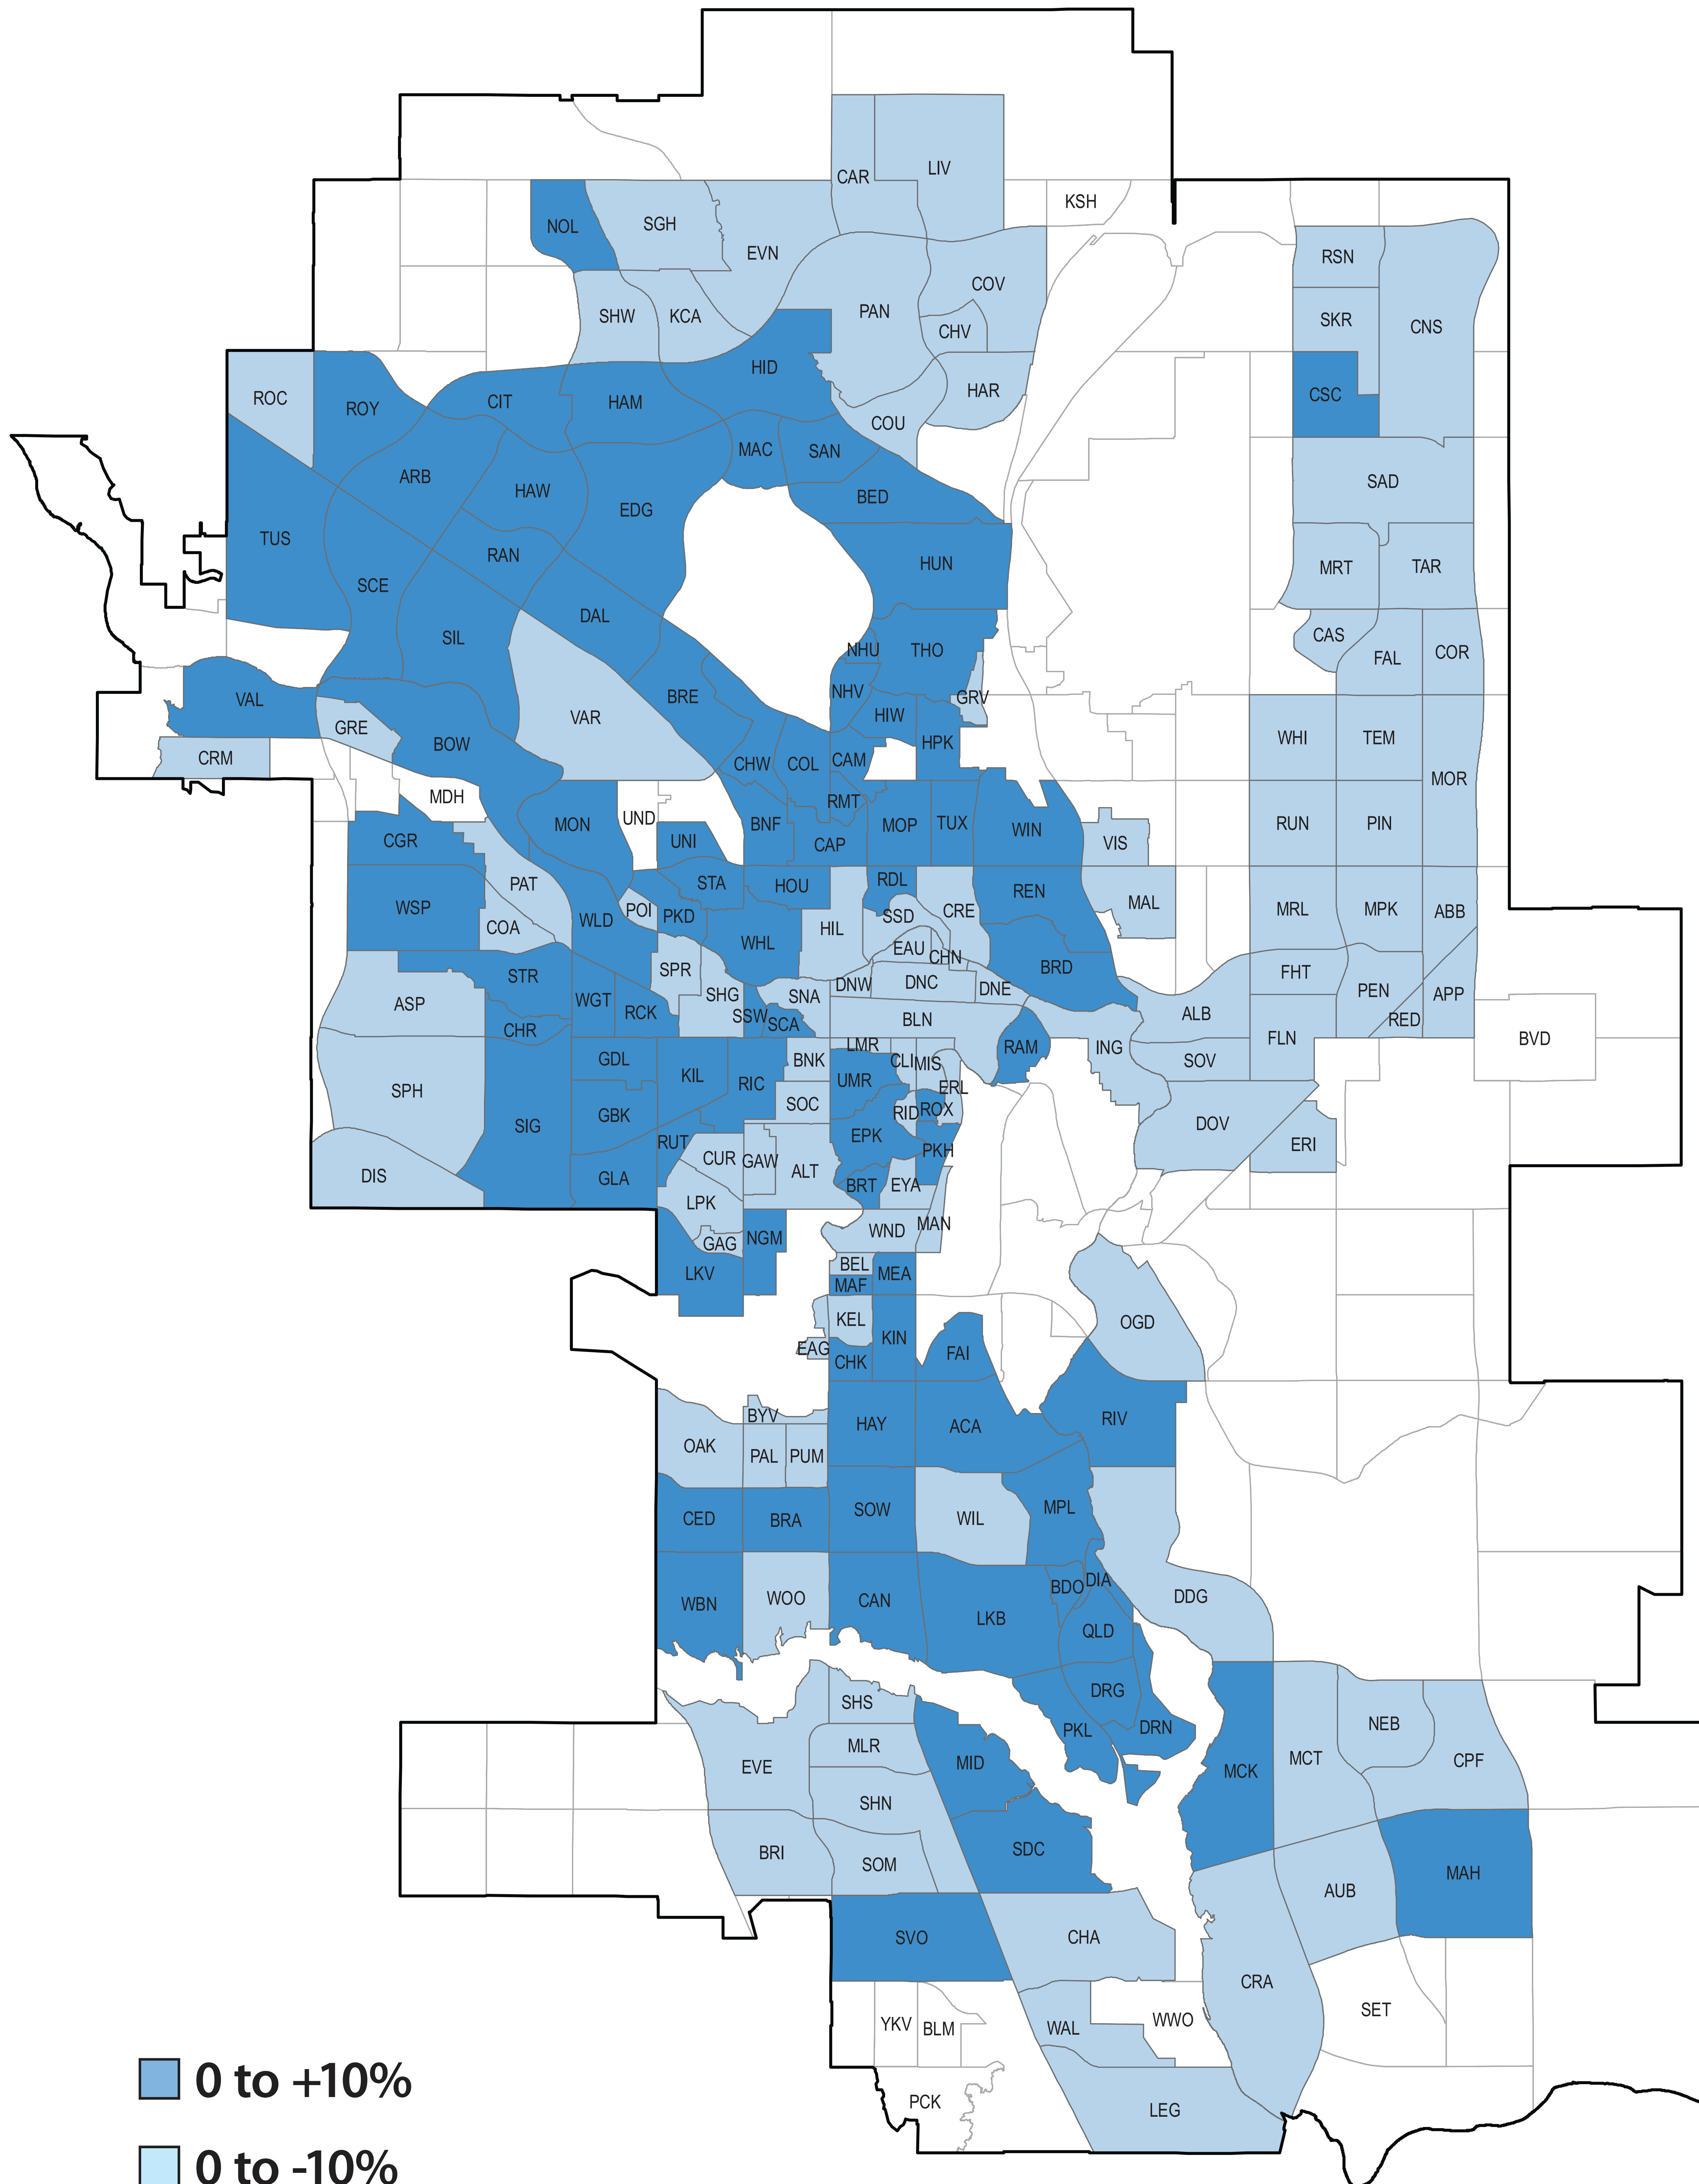 CAR
LIV
KSH
NOL
SGH
EVN
RSN
COV
PAN
SHW
KCA
CHV
SKR
CNS
HID
ROC
ROY
CIT
HAM
HAR
CSC
COU
MAC
SAN
ARB
HAW
EDG
BED
SAD
TUS
RAN
HUN
MRT
TAR
SCE
DAL
SIL
NHU
THO
CAS
FAL
COR
VAL
BRE
NHV
GRV
GRE
VAR
HIW
BOW
HPK
WHI
TEM
CRM
CHW
COL
CAM
MOR
MDH
RMT
UND
MON
BNF
MOP
TUX
WIN
RUN
PIN
CGR
UNI
CAP
VIS
PAT
STA
HOU
RDL
REN
WSP
POI
PKD
SSD
CRE
MAL
MRL
MPK
ABB
COA
WLD
WHL
HIL
EAU
CHN
STR
SPR
BRD
FHT
ASP
WGT
SHG
SNA
DNW
DNC
DNE
PEN
APP
RCK
SSW
SCA
BLN
ALB
RED
CHR
LMR
RAM
ING
FLN
BVD
GDL
BNK
CLI
MIS
SOV
SPH
KIL
RIC
UMR
ERL
GBK
SOC
RID
ROX
SIG
RUT
EPK
DOV
CUR
GAW
ALT
PKH
ERI
DIS
GLA
BRT
EYA
LPK
MAN
GAG
NGM
WND
LKV
BEL
MEA
MAF
KEL
KIN
OGD
EAG
CHK
FAI
BYV
HAY
ACA
RIV
OAK
PAL
PUM
CED
BRA
SOW
WIL
MPL
WBN
WOO
CAN
LKB
BDO
DIA
DDG
QLD
SHS
DRG
PKL
DRN
NEB
MLR
EVE
MID
MCK
MCT
CPF
SHN
BRI
SOM
SDC
MAH
AUB
SVO
CHA
CRA
SET
YKV
BLM
WAL
WWO
PCK
LEG
0 to +10%
0 to -10%